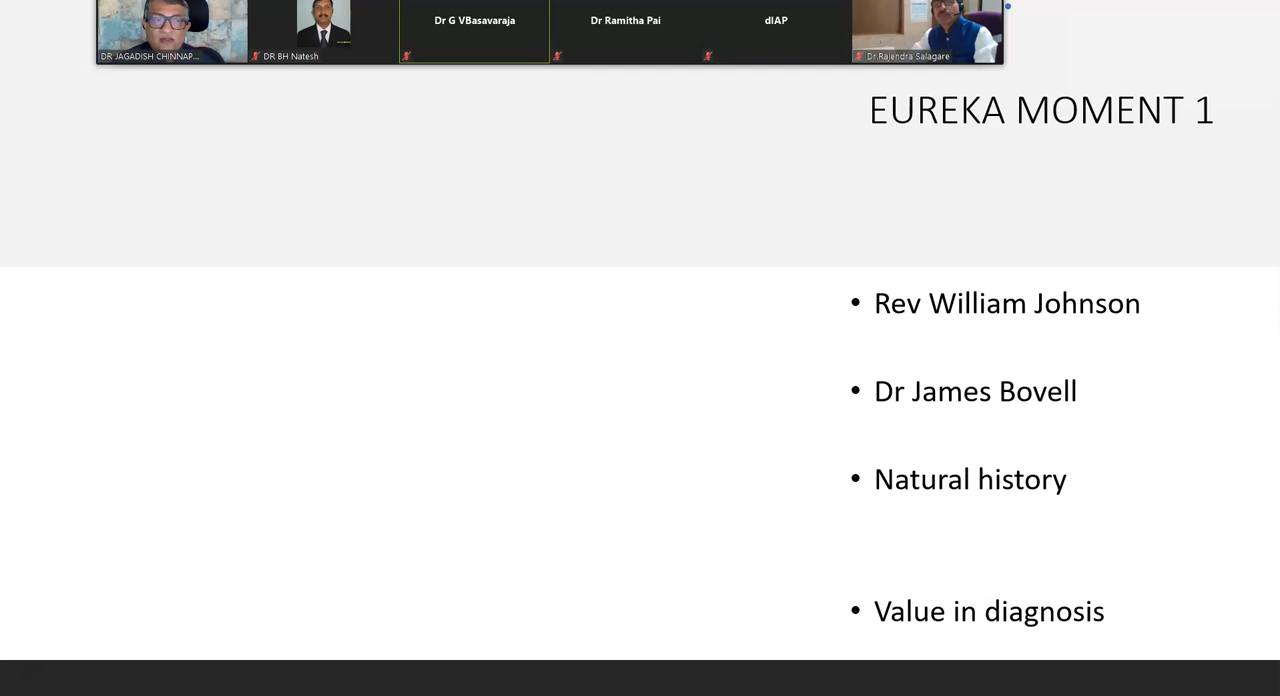 Dr G VBasavaraja
Dr Ramitha Pai
dIAP
DR JAGADISH CHINNAP...
DR BH Natesh
Dr.Rajendra Salagare
EUREKA MOMENT 1
• Rev William Johnson
• Dr James Bovell
• Natural history
• Value in diagnosis